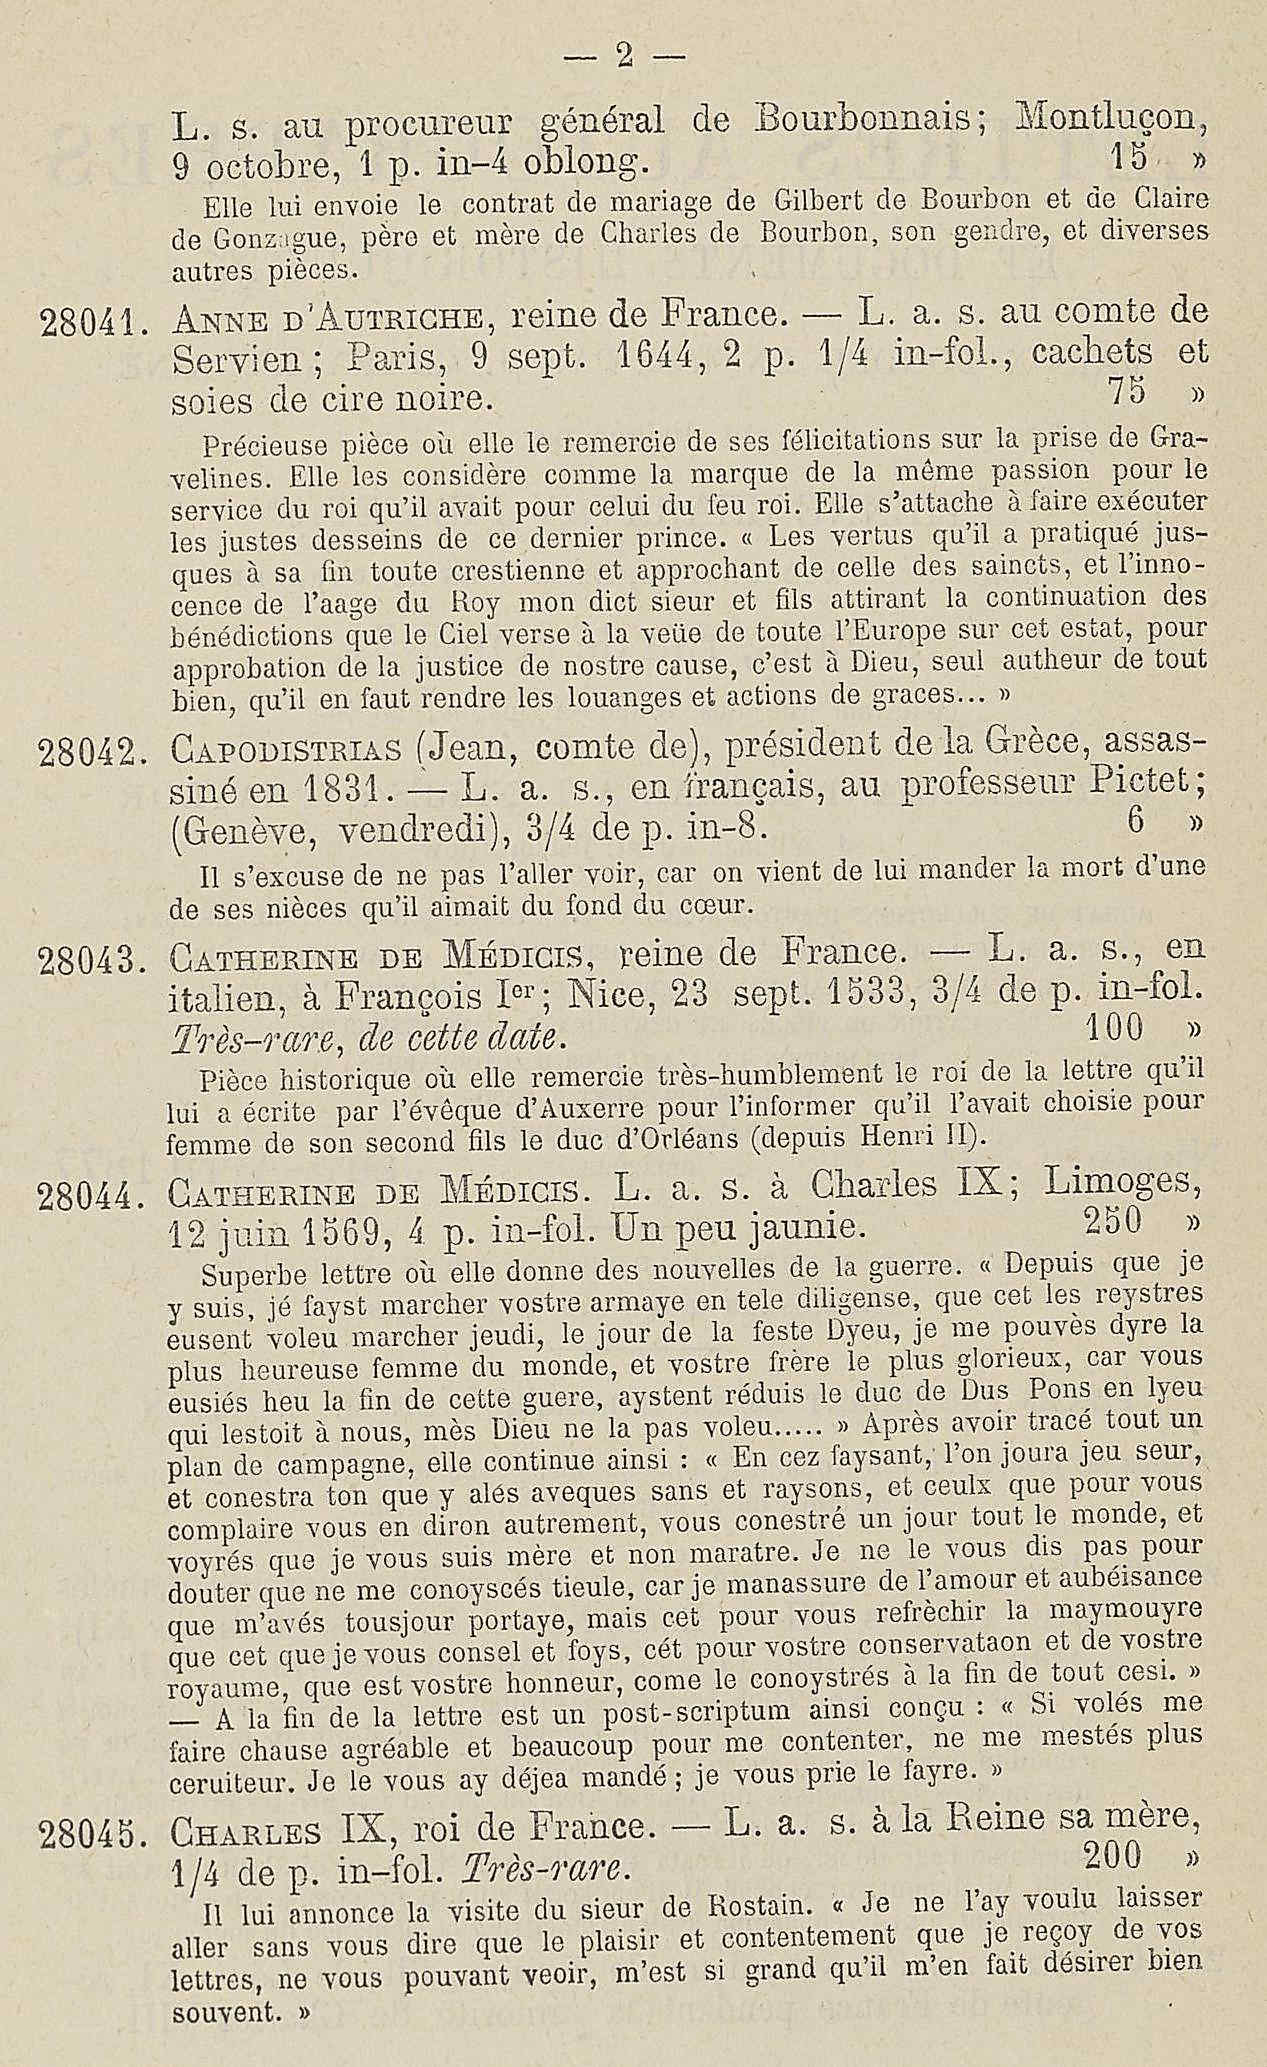 — 2 —
L. s. au procureur général de Bourbonnais; Montluçon,
9 octobre, 1 p. in-4 oblong. 15 »
Elle lui envoie le contrat de mariage de Gilbert de Bourbon et de Claire
de Gonzague, père et mère de Charles de Bourbon, son gendre, et diverses
autres pièces.
28041. ANNE D'AUTRICHE, reine de France. — L. a. s. au comte de
Servien; Paris, 9 sept. 1644, 2 p. 1/4 in-fol., cachets et
soies de cire noire. 75 »
Précieuse pièce où elle le remercie de ses félicitations sur la prise de Gra-
velines. Elle les considère comme la marque de la même passion pour le
service du roi qu'il avait pour celui du feu roi. Elle s'attache à faire exécuter
les justes desseins de ce dernier prince. « Les vertus qu'il a pratiqué jus-
ques à sa fin toute crestienne et approchant de celle des saincts, et l'inno-
cence de l'aage du Roy mon dict sieur et fils attirant la continuation des
bénédictions que le Ciel verse à la veüe de toute l'Europe sur cet estat, pour
approbation de la justice de nostre cause, c'est à Dieu, seul autheur de tout
bien, qu'il en faut rendre les louanges et actions de graces... »
28042. CAPODISTRIAS (Jean, comte de), président de la Grèce, assas-
siné en 1831. — L. a. s., en français, au professeur Pictet;
(Genève, vendredi), 3/4 de p. in-8. 6 »
Il s'excuse de ne pas l'aller voir, car on vient de lui mander la mort d'une
de ses nièces qu'il aimait du fond du cœur.
28043. CATHERINE DE MÉDICIS, reine de France. — L. a. s., en
italien, à François Ier; Nice, 23 sept. 1533, 3/4 de p. in-fol.
Très-rare, de cette date. 100 »
Pièce historique où elle remercie très-humblement le roi de la lettre qu'il
lui a écrite par l'évêque d'Auxerre pour l'informer qu'il l'avait choisie pour
femme de son second fils le duc d'Orléans (depuis Henri II).
28044. CATHERINE DE MÉDICIS. L. a. s. à Charles IX; Limoges,
12 juin 1569, 4 p. in-fol. Un peu jaunie. 250 »
Superbe lettre où elle donne des nouvelles de la guerre. « Depuis que je
y suis, jé fayst marcher vostre armaye en tele diligense, que cet les reystres
eusent voleu marcher jeudi, le jour de la feste Dyeu, je me pouvès dyre la
plus heureuse femme du monde, et vostre frère le plus glorieux, car vous
eusiés heu la fin de cette guere, aystent réduis le duc de Dus Pons en lyeu
qui lestoit à nous, mès Dieu ne la pas voleu..... » Après avoir tracé tout un
plan de campagne, elle continue ainsi : « En cez faysant, l'on joura jeu seur,
et conestra ton que y alés aveques sans et raysons, et ceulx que pour vous
complaire vous en diron autrement, vous conestré un jour tout le monde, et
voyrés que je vous suis mère et non maratre. Je ne le vous dis pas pour
douter que ne me conoyscés tieule, car je manassure de l'amour et aubéisance
que m'avés tousjour portaye, mais cet pour vous refrèchir la maymouyre
que cet que je vous consel et foys, cét pour vostre conservataon et de vostre
royaume, que est vostre honneur, come le conoystrés à la fin de tout cesi. »
— A la fin de la lettre est un post-scriptum ainsi conçu : « Si volés me
faire chause agréable et beaucoup pour me contenter, ne me mestés plus
ceruiteur. Je le vous ay déjea mandé; je vous prie le fayre. »
28045. CHARLES IX, roi de France. — L. a. s. à la Reine sa mère,
1/4 de p. in-fol. Très-rare. 200 »
Il lui annonce la visite du sieur de Rostain. « Je ne l'ay voulu laisser
aller sans vous dire que le plaisir et contentement que je reçoy de vos
lettres, ne vous pouvant veoir, m'est si grand qu'il m'en fait désirer bien
souvent. »